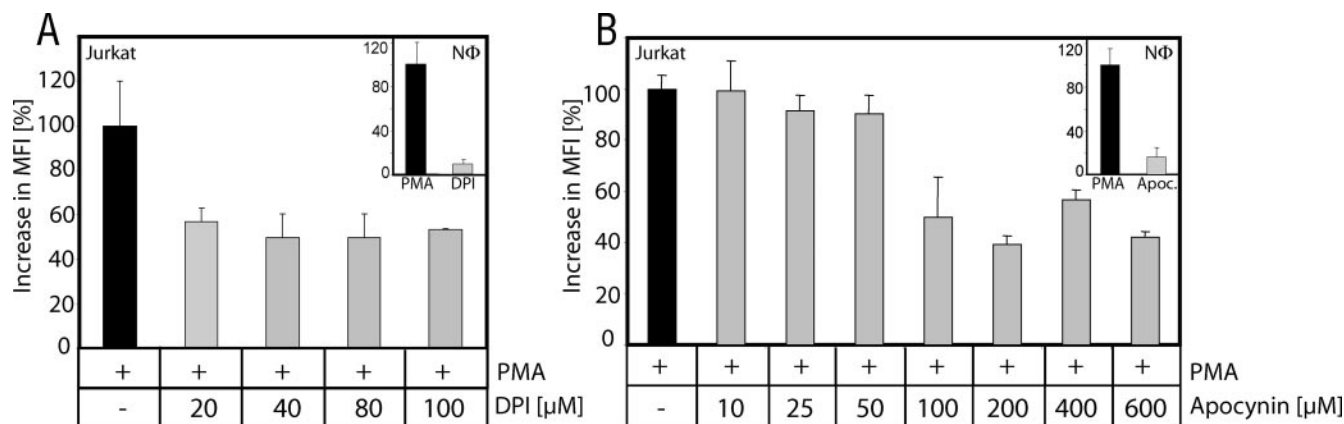 A
Jurkat
NΦ
120
80
40
0
PMA DPI
Increase in MFI [%]
120
100
80
60
40
20
0
+ + + + + PMA
- 20 40 80 100 DPI [µM]
B
Jurkat
NΦ
120
80
40
0
PMA Apoc.
Increase in MFI [%]
100
80
60
40
20
0
+ + + + + + + + PMA
- 10 25 50 100 200 400 600 Apocynin [µM]